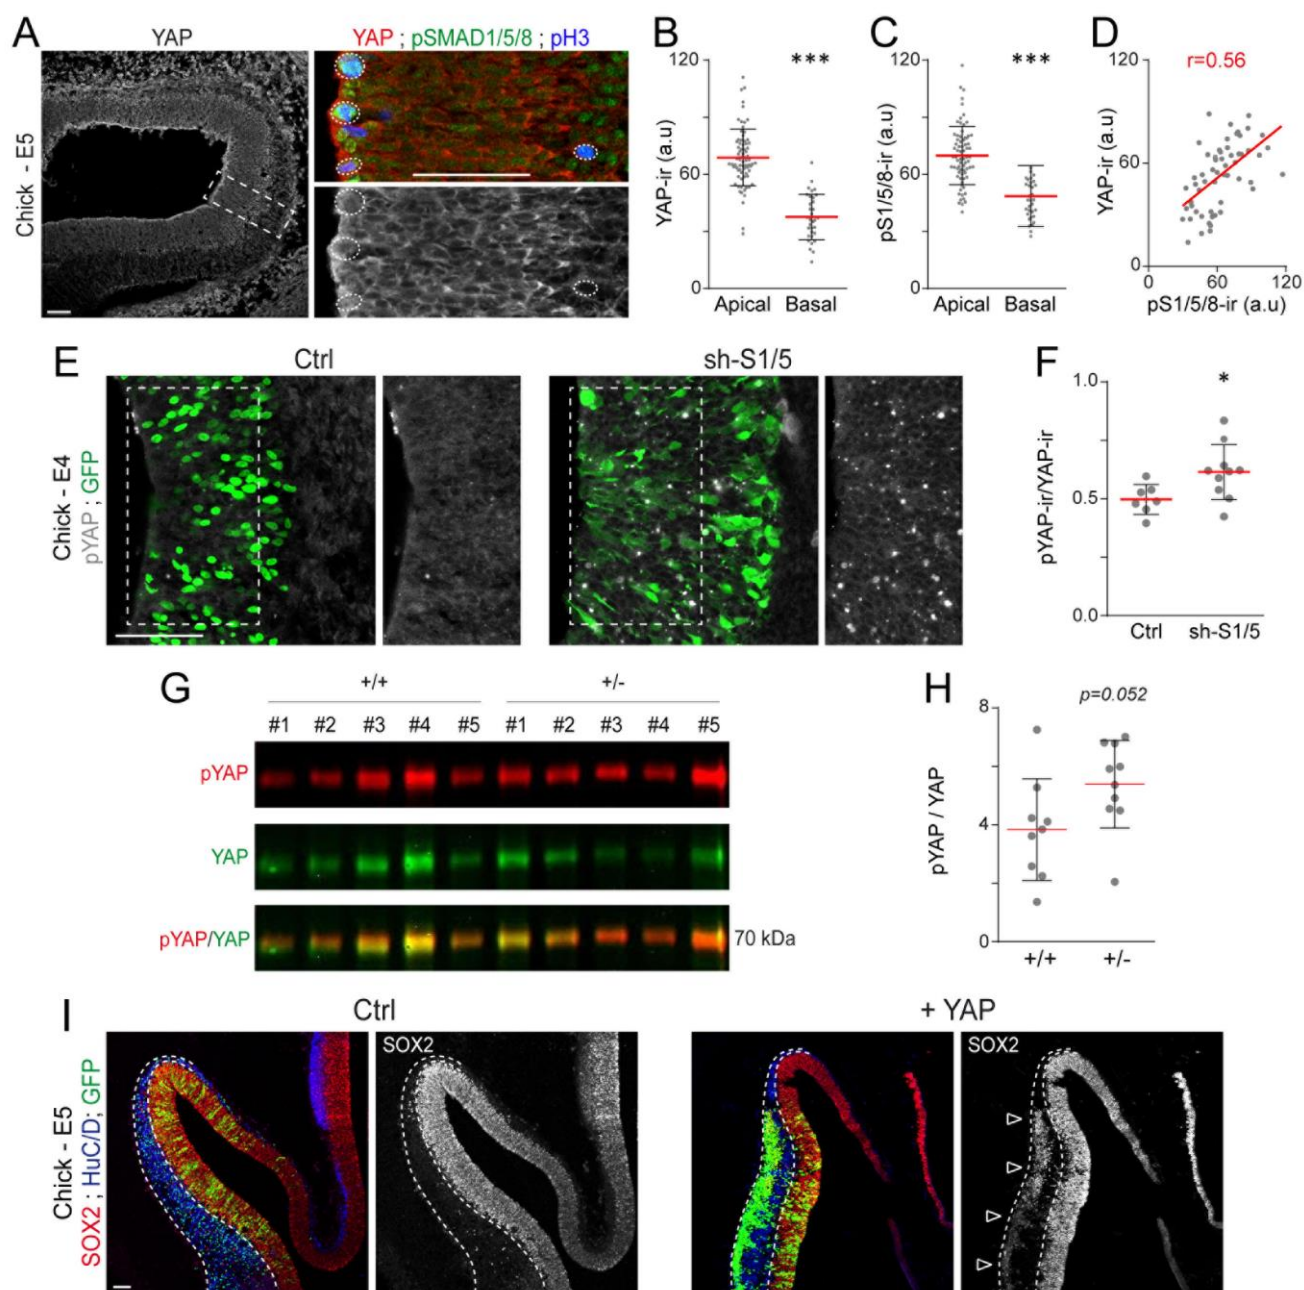 A
YAP
YAP ; pSMAD1/5/8 ; pH3
Chick - E5
B
120
60
0
YAP-ir (a.u)
***
Apical
Basal
C
120
60
0
pS1/5/8-ir (a.u)
***
Apical
Basal
D
120
60
0
YAP-ir (a.u)
r=0.56
0
60
120
pS1/5/8-ir (a.u)
E
Ctrl
sh-S1/5
Chick - E4
pYAP ; GFP
F
1.0
0.5
0.0
pYAP-ir/YAP-ir
*
Ctrl
sh-S1/5
G
+/+
+/-
#1 #2 #3 #4 #5 #1 #2 #3 #4 #5
pYAP
YAP
pYAP/YAP
70 kDa
H
p=0.052
8
4
0
pYAP / YAP
+/+
+/-
I
Ctrl
+ YAP
Chick - E5
SOX2 ; HuC/D; GFP
SOX2
SOX2